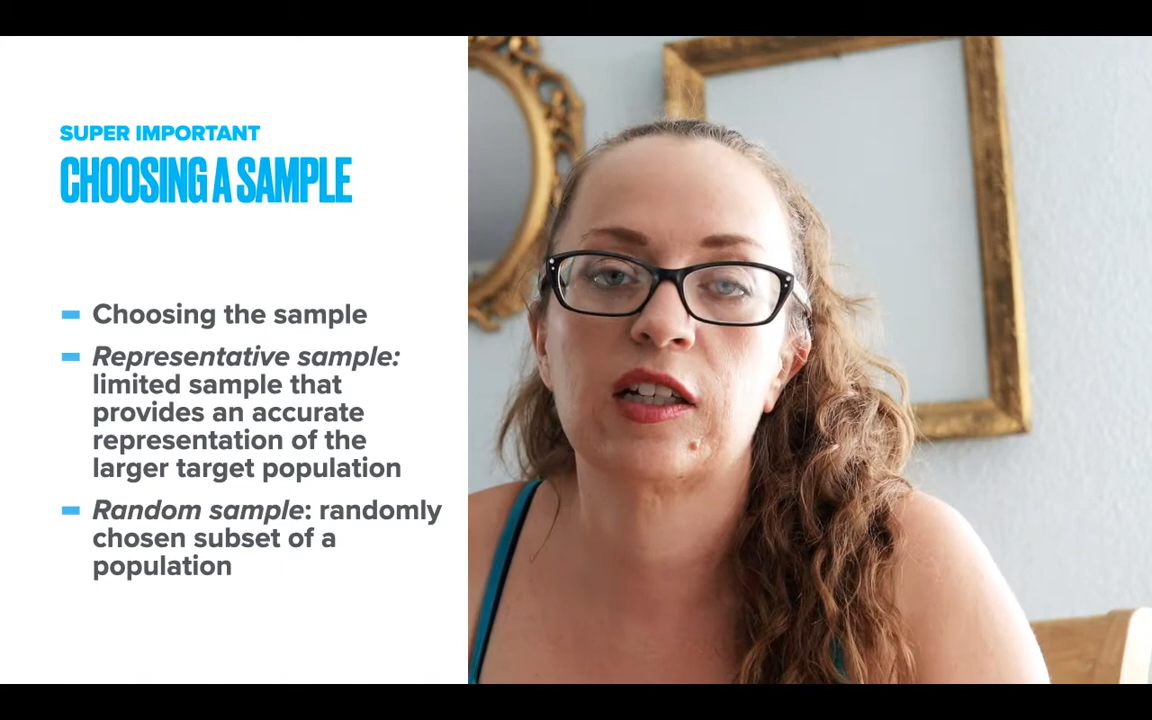 SUPER IMPORTANT
CHOOSING A SAMPLE
Choosing the sample
Representative sample:
limited sample that
provides an accurate
representation of the
larger target population
Random sample: randomly
chosen subset of a
population